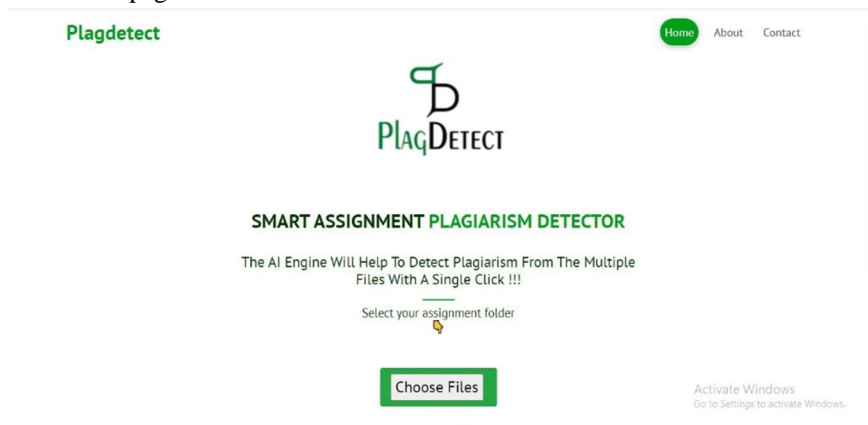 Plagdetect
Home About Contact
PLAGDETECT
SMART ASSIGNMENT PLAGIARISM DETECTOR
The AI Engine Will Help To Detect Plagiarism From The Multiple
Files With A Single Click !!!
Select your assignment folder
Choose Files
Activate Windows
Go to Settings to activate Windows.